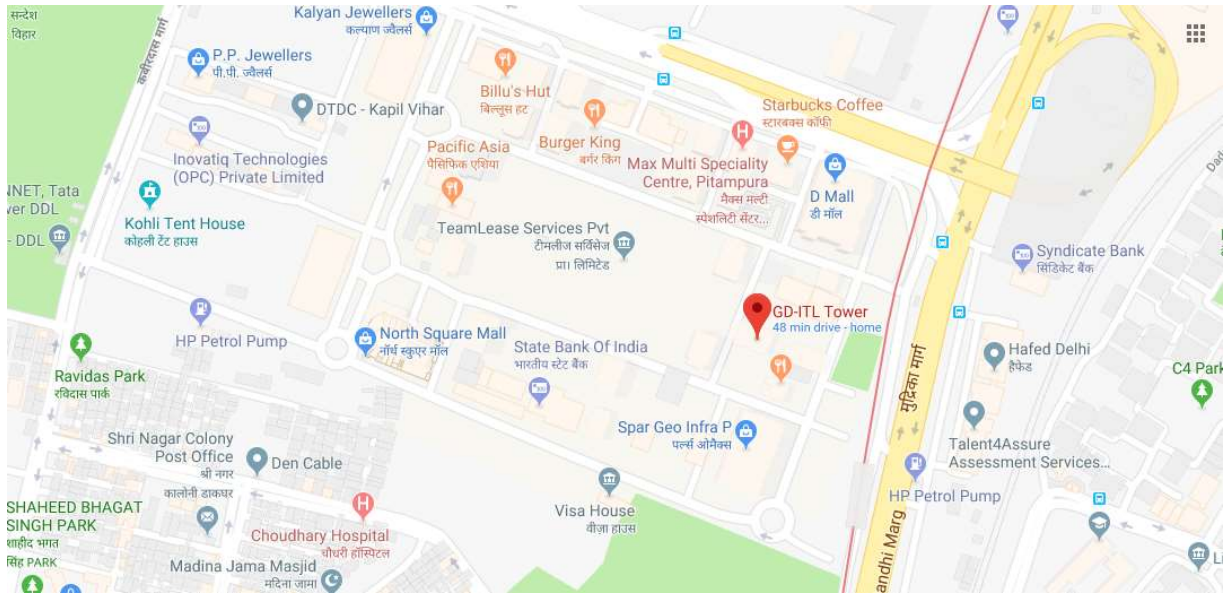 सन्देश
विहार
कबीरदास मार्ग
Kalyan Jewellers
कल्याण ज्वैलर्स
P.P. Jewellers
पी.पी. ज्वैलर्स
Billu's Hut
बिल्लूस हट
DTDC - Kapil Vihar
Starbucks Coffee
स्टारबक्स कॉफी
Burger King
बर्गर किंग
Pacific Asia
पैसिफिक एशिया
Inovatiq Technologies
(OPC) Private Limited
Max Multi Speciality
Centre, Pitampura
मैक्स मल्टी
स्पेशलिटी सेंटर...
D Mall
डी मॉल
NNET, Tata
DDL
- DDL
Kohli Tent House
कोहली टेंट हाउस
TeamLease Services Pvt
टीमलीज सर्विसेज
प्रा। लिमिटेड
Syndicate Bank
सिंडिकेट बैंक
GD-ITL Tower
48 min drive - home
HP Petrol Pump
North Square Mall
नॉर्थ स्कुएर मॉल
State Bank Of India
भारतीय स्टेट बैंक
मुद्रिका मार्ग
Hafed Delhi
हैफेड
C4 Park
Ravidas Park
रविदास पार्क
Spar Geo Infra P
पर्ल्स ओमैक्स
Shri Nagar Colony
Post Office
श्री नगर
कालोनी डाकघर
Den Cable
Talent4Assure
Assessment Services...
HP Petrol Pump
Visa House
वीज़ा हाउस
SHAHEED BHAGAT
SINGH PARK
शाहीद भगत
सिंह PARK
Choudhary Hospital
चौधरी हॉस्पिटल
andhi Marg
Madina Jama Masjid
मदिना जामा